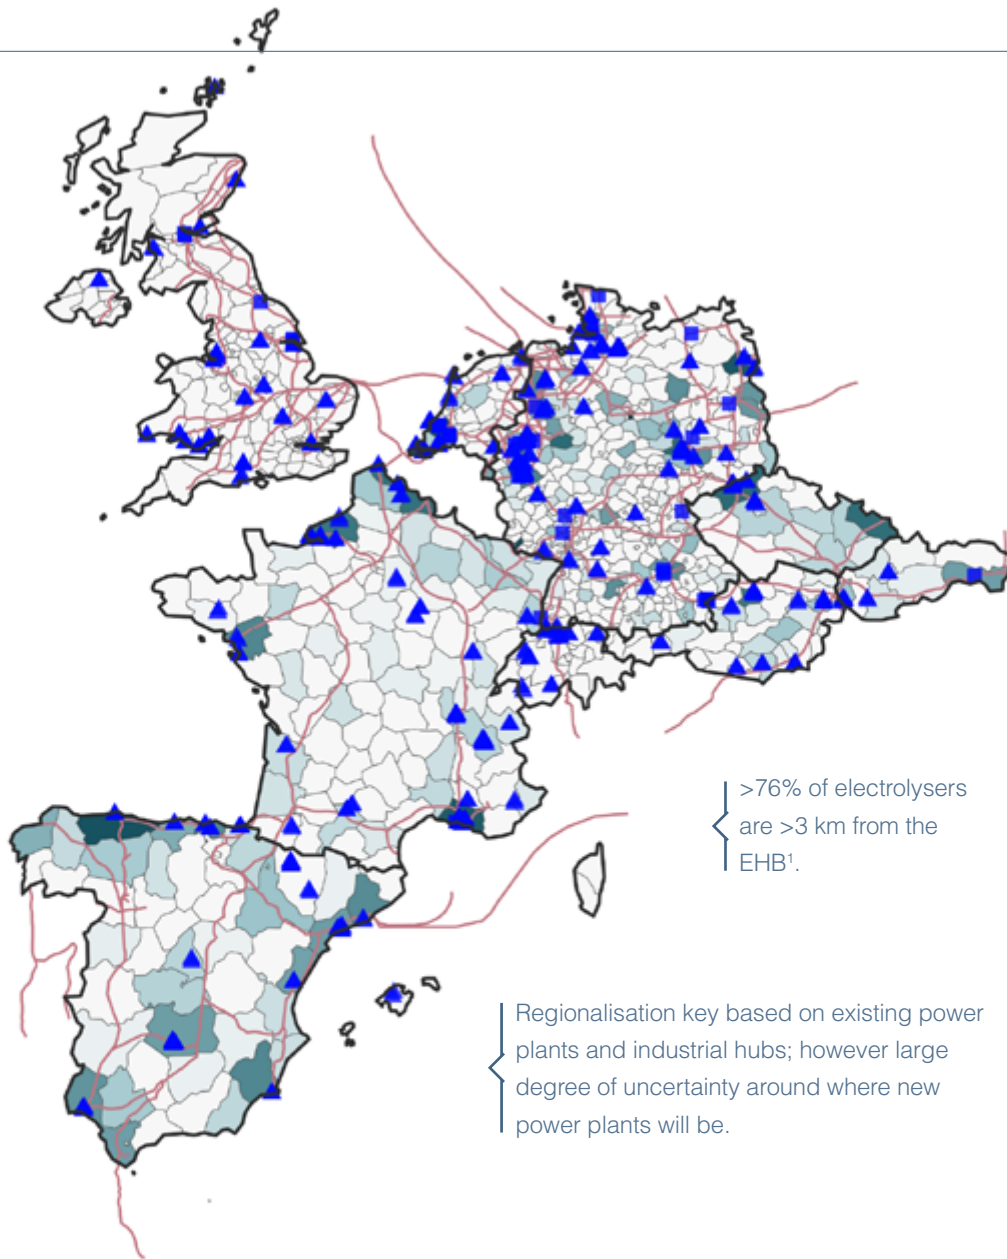 >76% of electrolysers
are >3 km from the
EHB¹.
Regionalisation key based on existing power
plants and industrial hubs; however large
degree of uncertainty around where new
power plants will be.